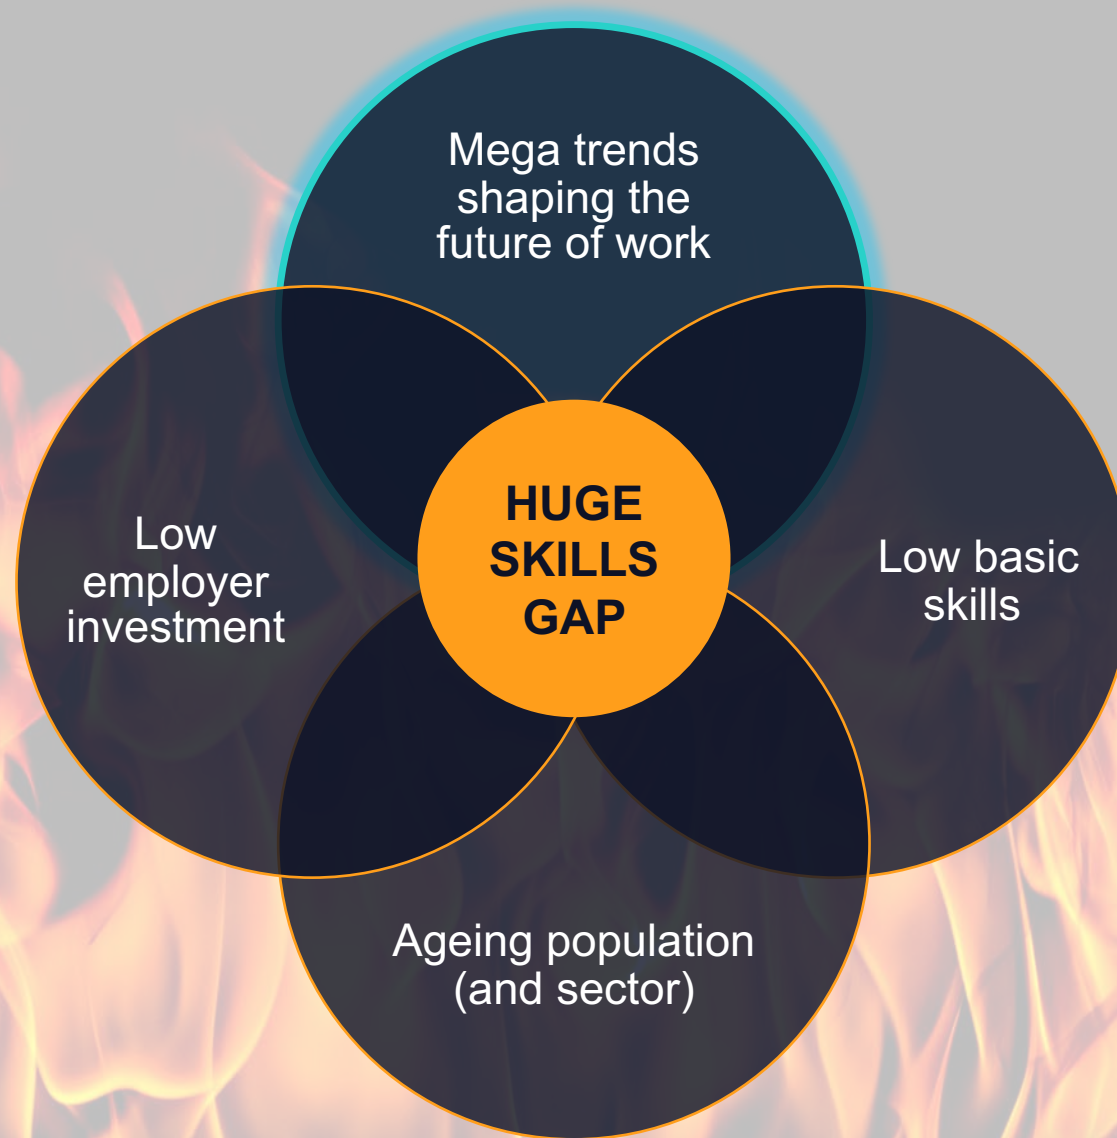 Mega trends
shaping the
future of work
Low
employer
investment
HUGE
SKILLS
GAP
Low basic
skills
Ageing population
(and sector)